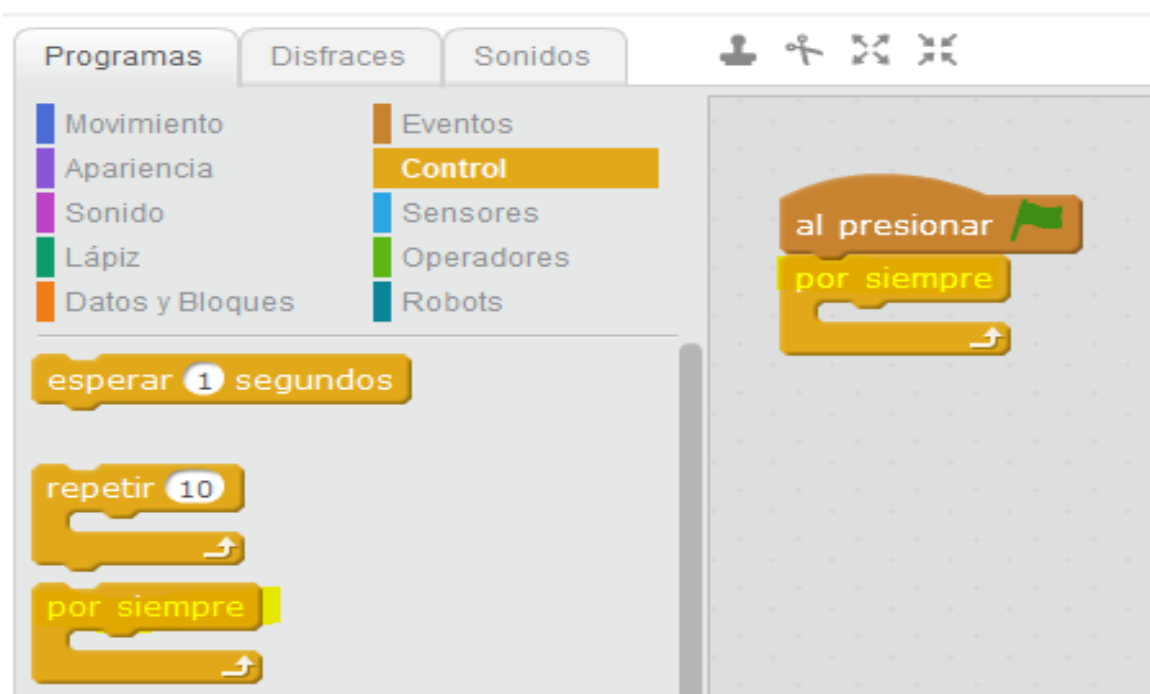 Programas Disfraces Sonidos
Movimiento Eventos
Apariencia Control
Sonido Sensores
Lápiz Operadores
Datos y Bloques Robots
esperar 1 segundos
repetir 10
por siempre
al presionar
por siempre